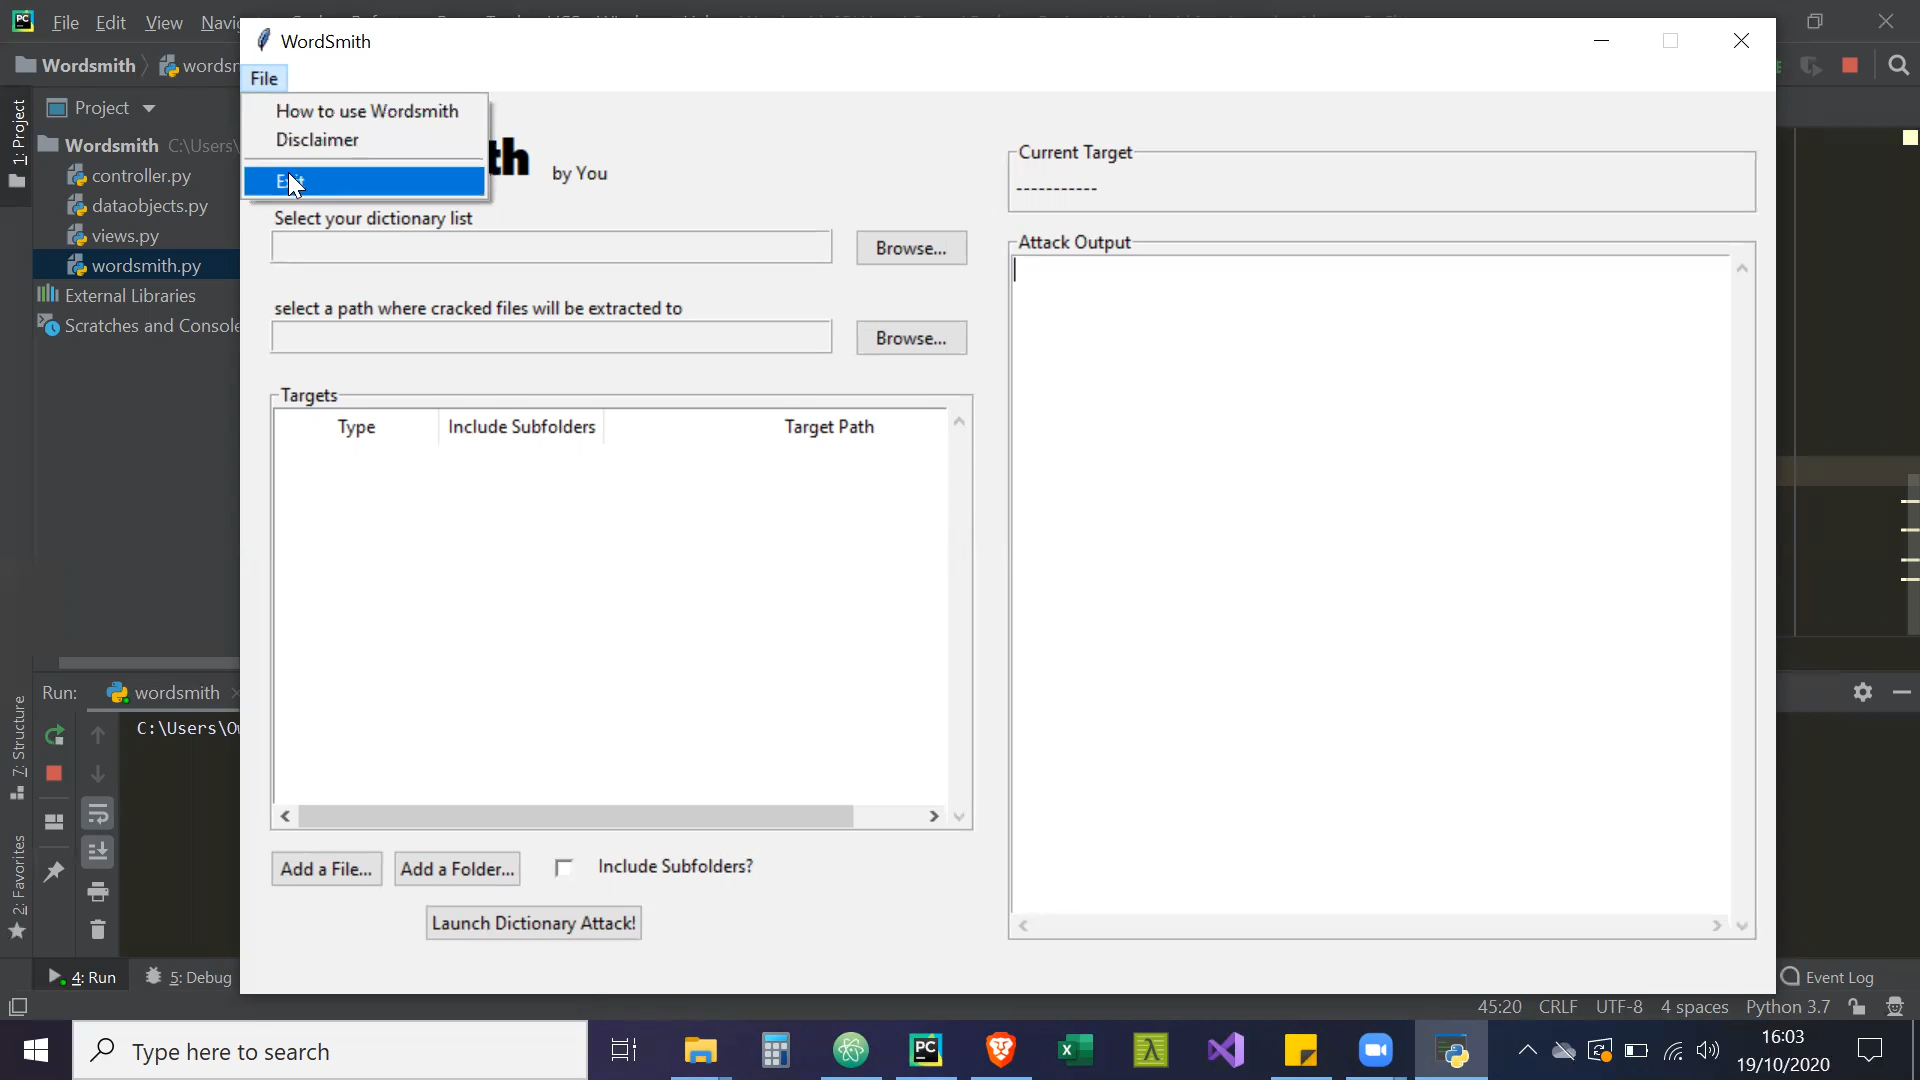 File Edit View
WordSmith
Wordsmith
File
How to use Wordsmith
Disclaimer
Exit
by You
1: Project
Project
Wordsmith C:\Users\
controller.py
dataobjects.py
views.py
wordsmith.py
External Libraries
Scratches and Console
Select your dictionary list
Browse...
select a path where cracked files will be extracted to
Browse...
Targets
Type Include Subfolders Target Path
Add a File... Add a Folder... Include Subfolders?
Launch Dictionary Attack!
Current Target
-----------
Attack Output
Run: wordsmith
7: Structure
2: Favorites
4: Run 5: Debug
Event Log
45:20 CRLF UTF-8 4 spaces Python 3.7
Type here to search
PC
16:03
19/10/2020